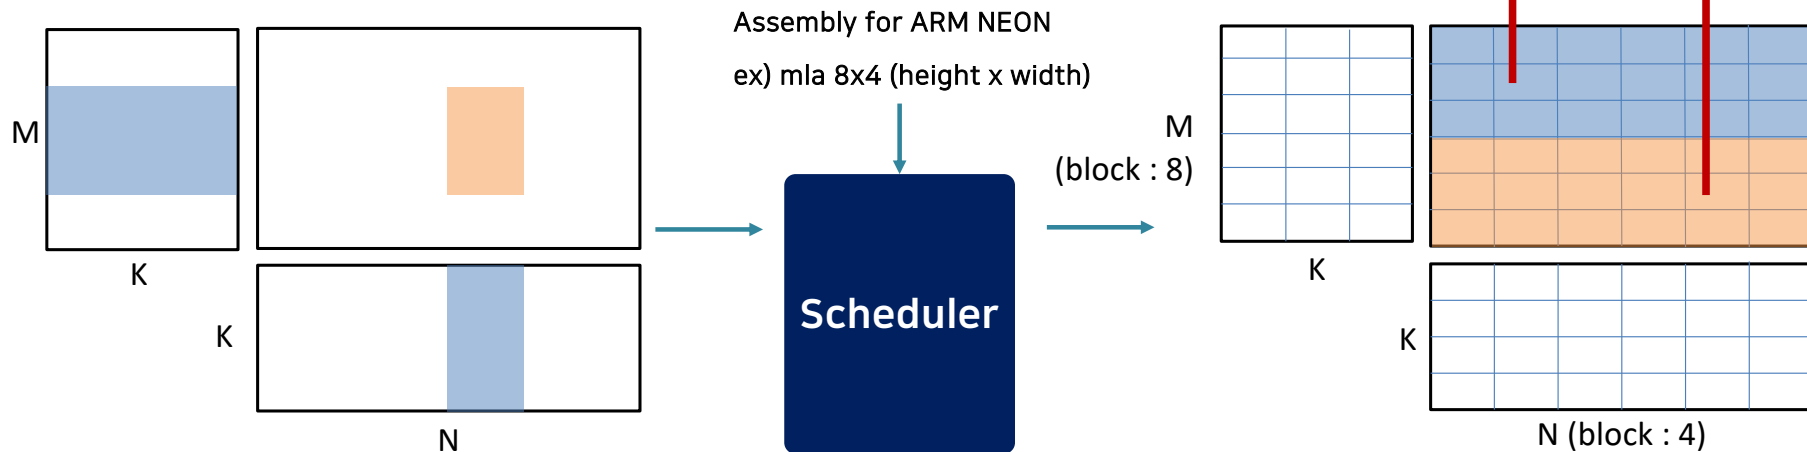 Assembly for ARM NEON
ex) mla 8x4 (height x width)
M
K
K
N
Scheduler
M
(block : 8)
K
K
N (block : 4)